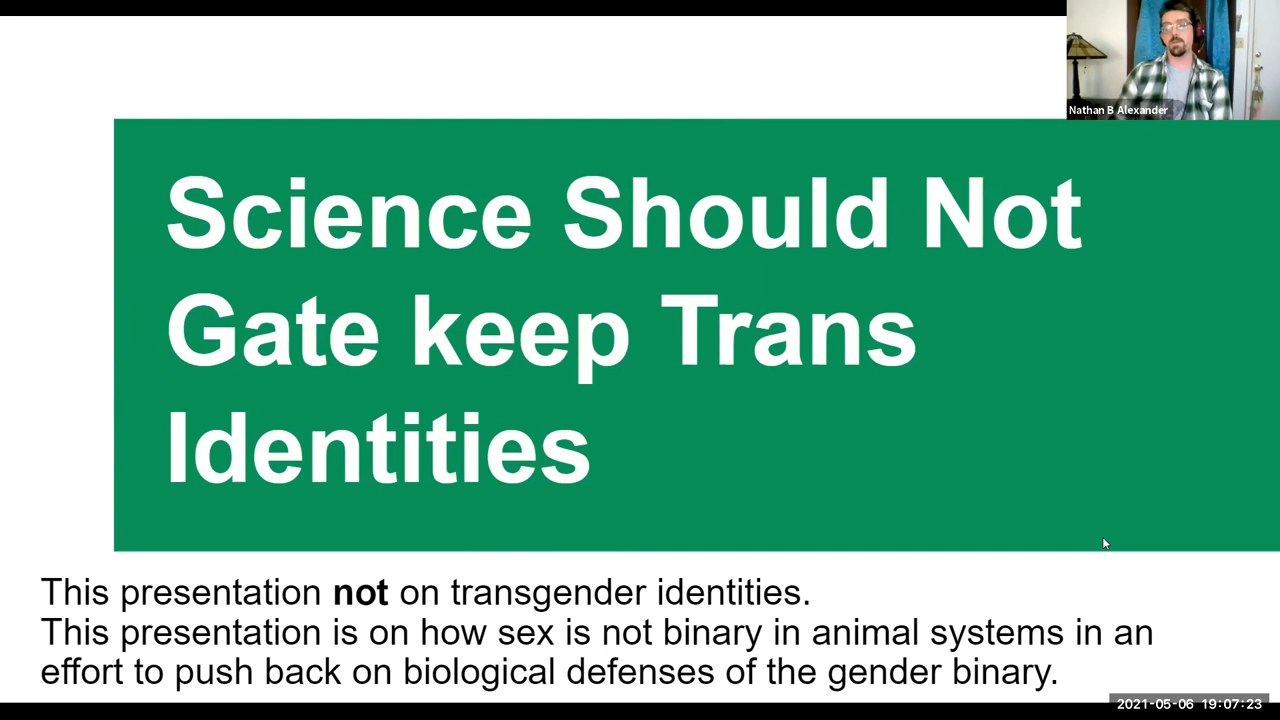 Nathan B Alexander
Science Should Not
Gate keep Trans
Identities
This presentation not on transgender identities.
This presentation is on how sex is not binary in animal systems in an
effort to push back on biological defenses of the gender binary.
2021-05-06 19:07:23